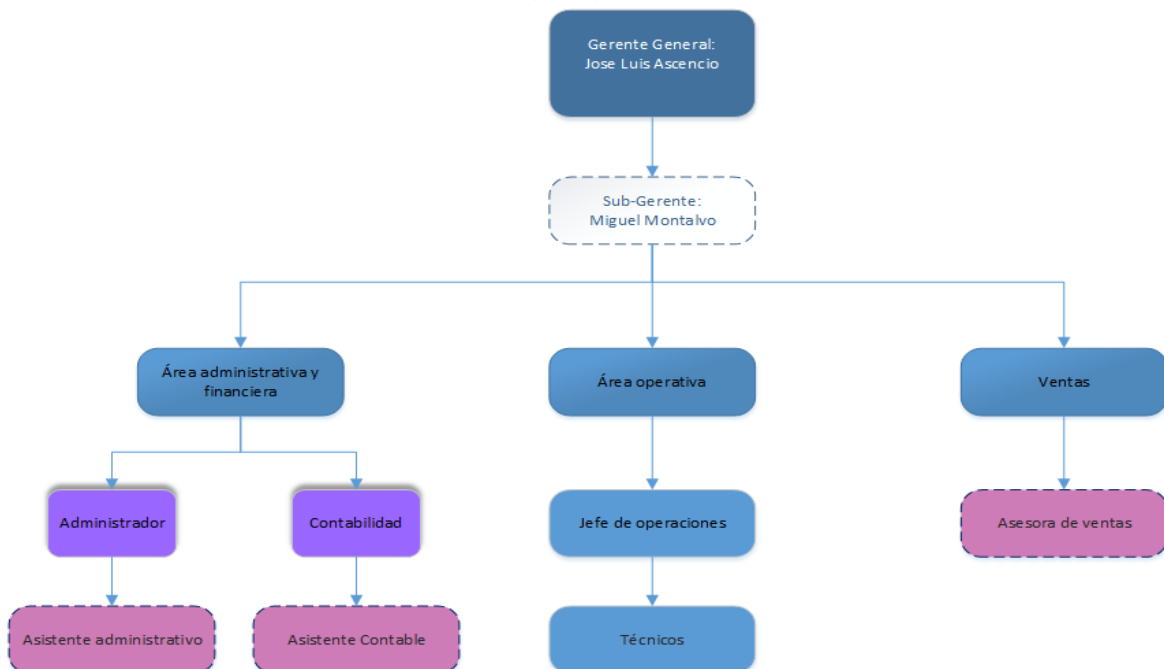 Gerente General:
Jose Luis Ascencio
Sub-Gerente:
Miguel Montalvo
Área administrativa y
financiera
Área operativa
Ventas
Administrador
Contabilidad
Jefe de operaciones
Asesora de ventas
Asistente administrativo
Asistente Contable
Técnicos